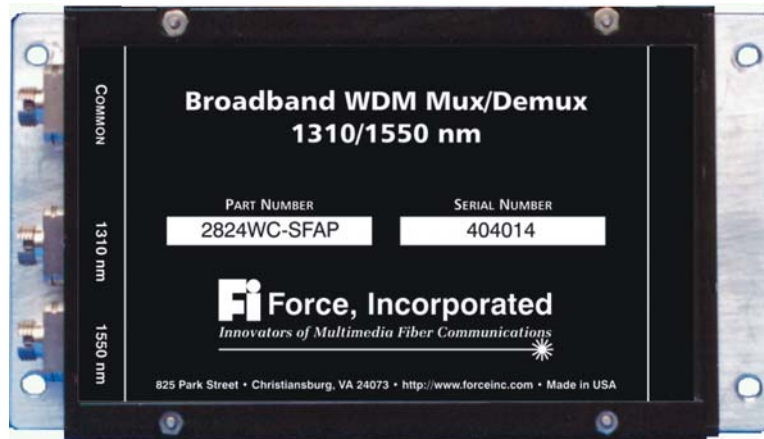 COMMON
1310 nm
1550 nm
Broadband WDM Mux/Demux
1310/1550 nm
PART NUMBER
2824WC-SFAP
SERIAL NUMBER
404014
Fi Force, Incorporated
Innovators of Multimedia Fiber Communications
825 Park Street • Christiansburg, VA 24073 • http://www.forceinc.com • Made in USA